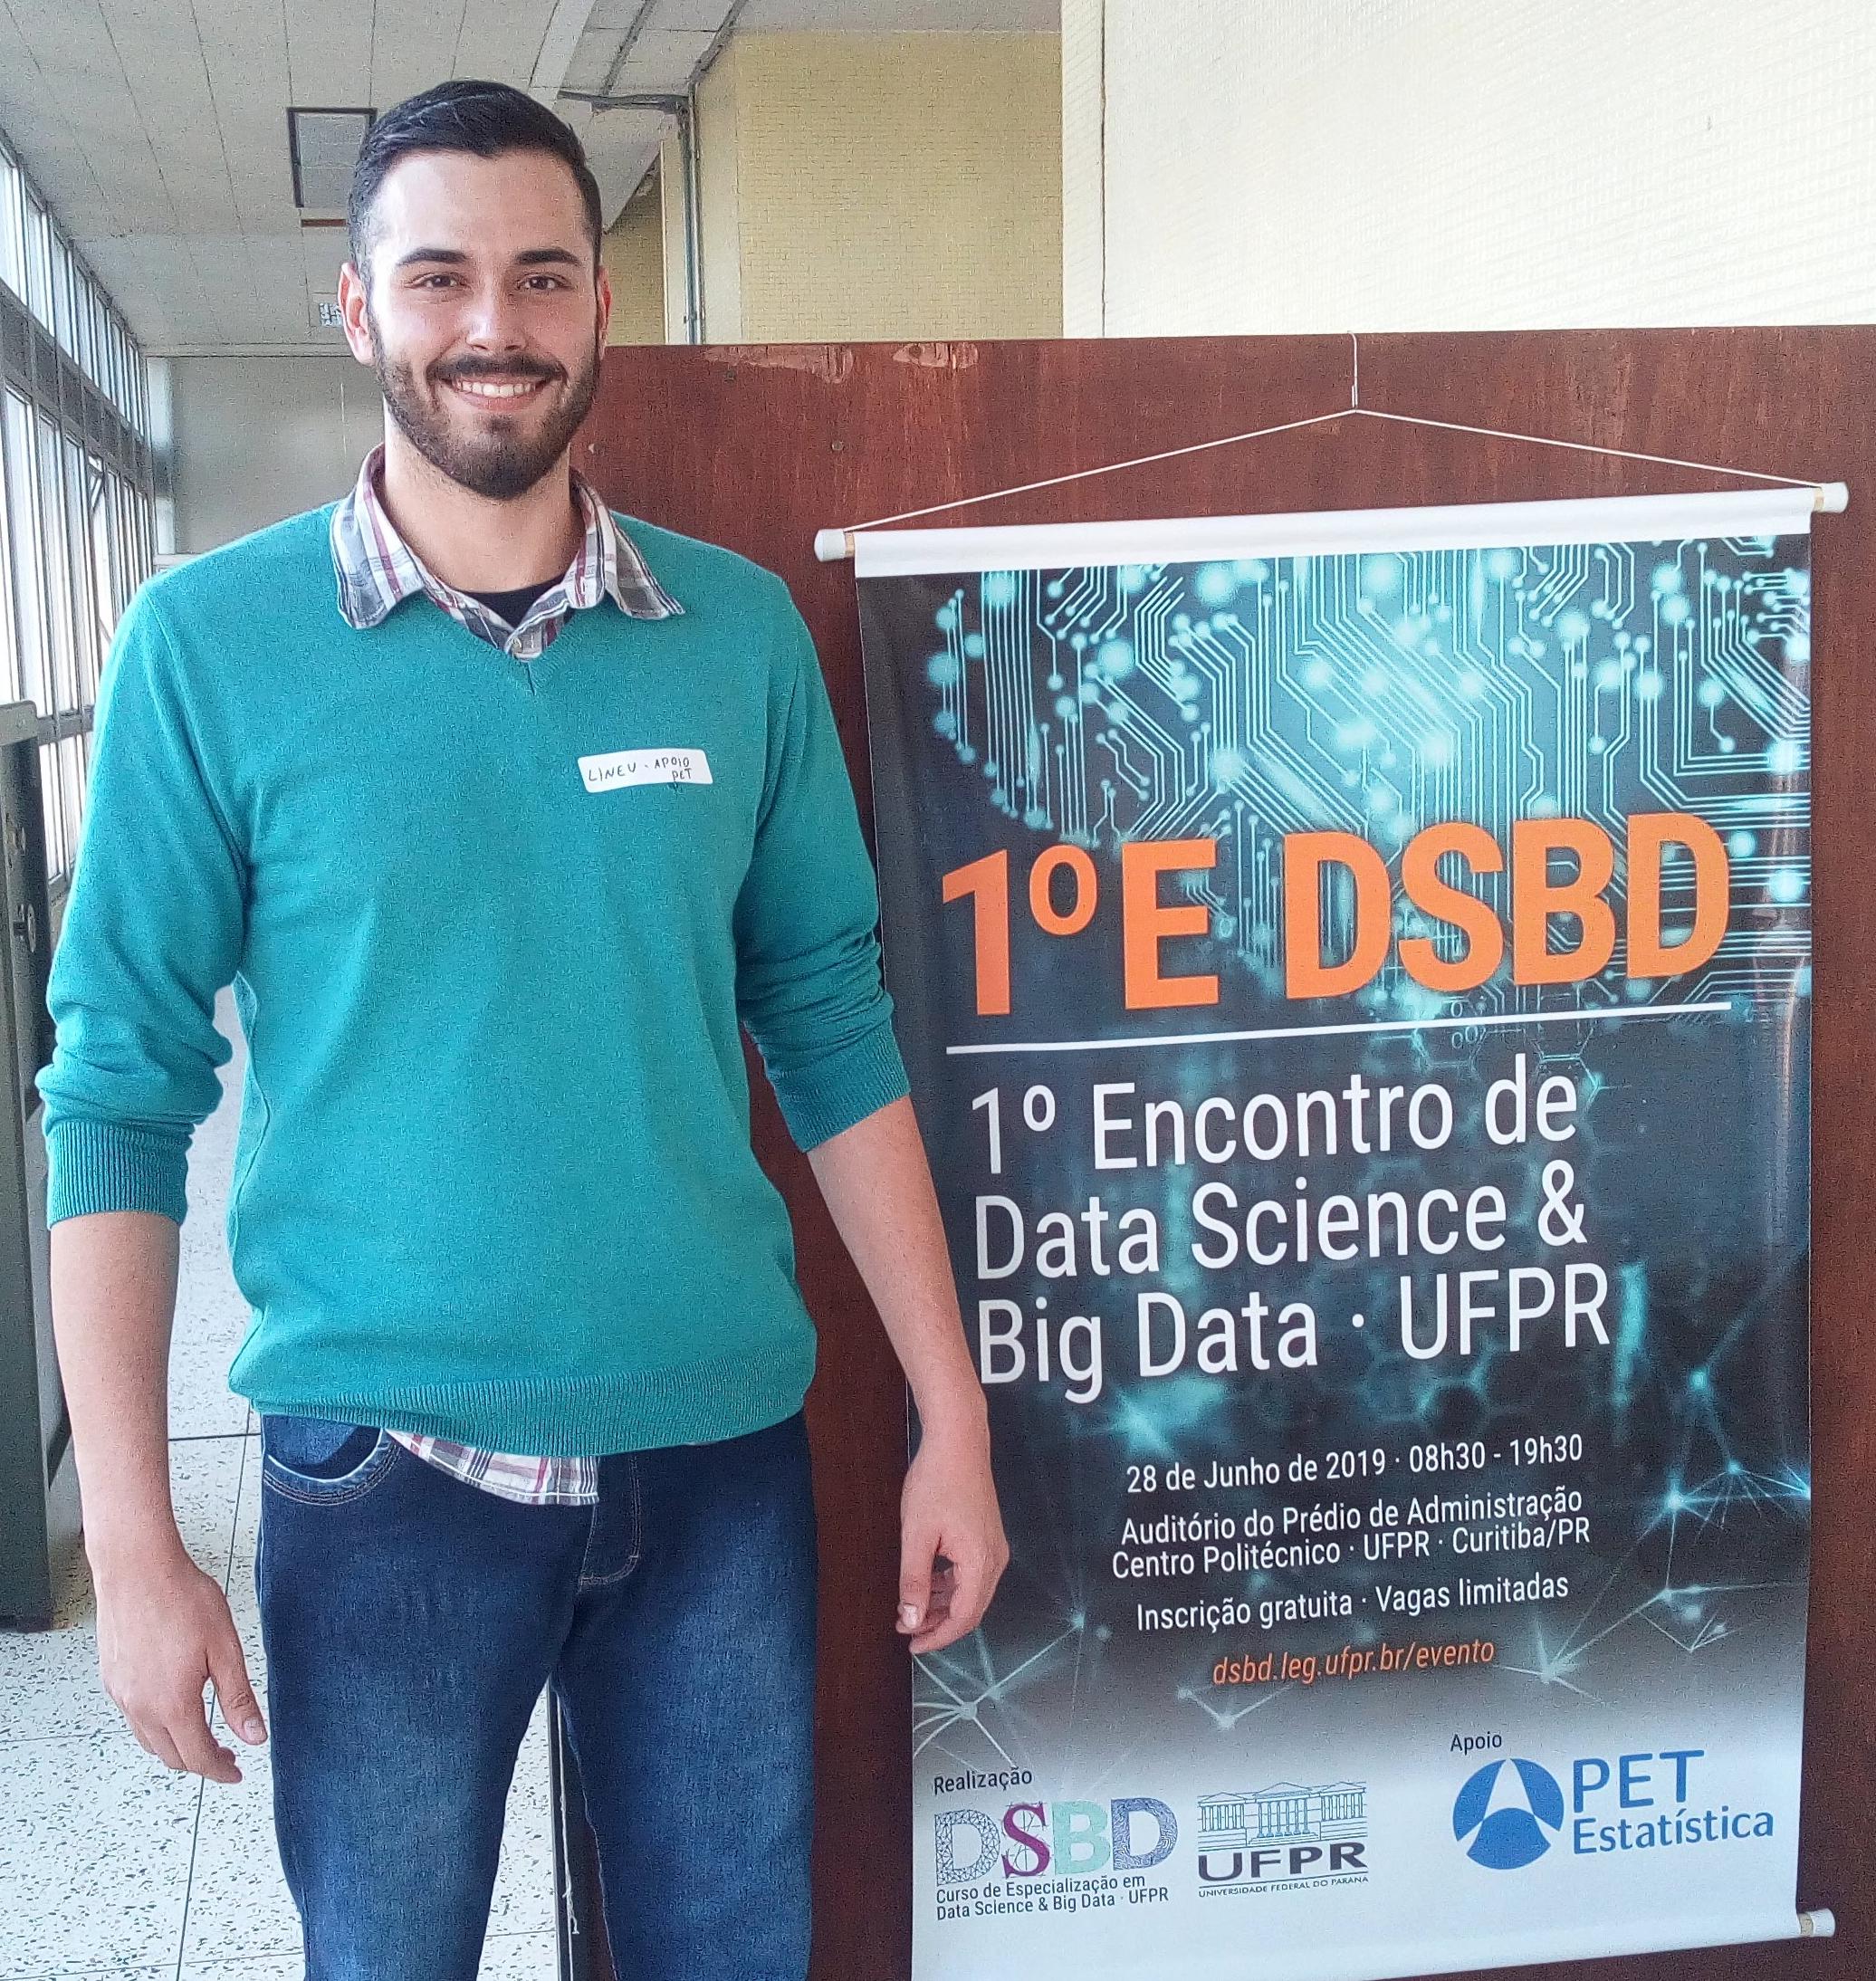 LINEU - APOIO
PET
1º E DSBD
1º Encontro de
Data Science &
Big Data · UFPR
28 de Junho de 2019 · 08h30 - 19h30
Auditório do Prédio de Administração
Centro Politécnico · UFPR · Curitiba/PR
Inscrição gratuita · Vagas limitadas
dsbd.leg.ufpr.br/evento
Realização
DSBD
Curso de Especialização em
Data Science & Big Data · UFPR
UFPR
UNIVERSIDADE FEDERAL DO PARANÁ
Apoio
PET
Estatística